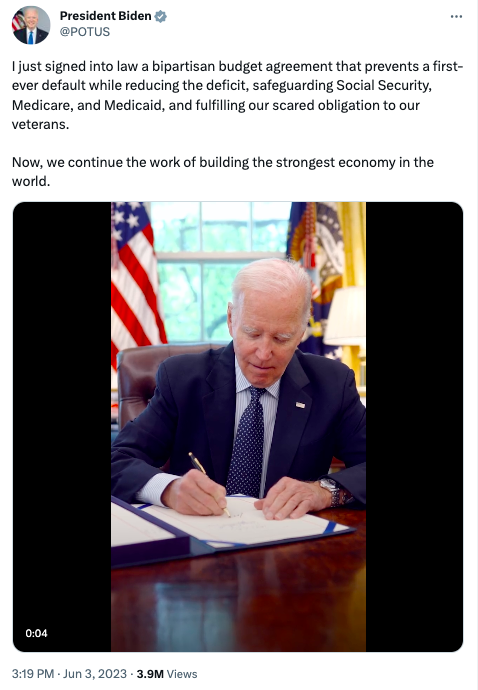 President Biden
@POTUS
I just signed into law a bipartisan budget agreement that prevents a first-
ever default while reducing the deficit, safeguarding Social Security,
Medicare, and Medicaid, and fulfilling our scared obligation to our
veterans.
Now, we continue the work of building the strongest economy in the
world.
0:04
3:19 PM · Jun 3, 2023 · 3.9M Views